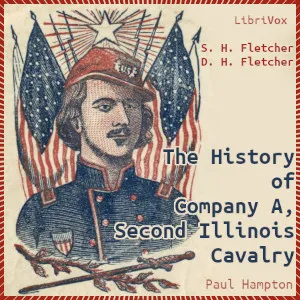 LibriVox
S. H. Fletcher
D. H. Fletcher
The History
of
Company A,
Second Illinois
Cavalry
Paul Hampton